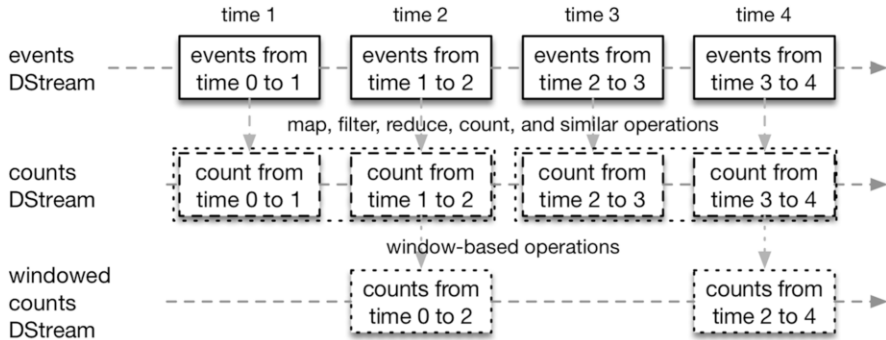 time 1 time 2 time 3 time 4
events DStream
events from time 0 to 1
events from time 1 to 2
events from time 2 to 3
events from time 3 to 4
map, filter, reduce, count, and similar operations
counts DStream
count from time 0 to 1
count from time 1 to 2
count from time 2 to 3
count from time 3 to 4
window-based operations
windowed counts DStream
counts from time 0 to 2
counts from time 2 to 4